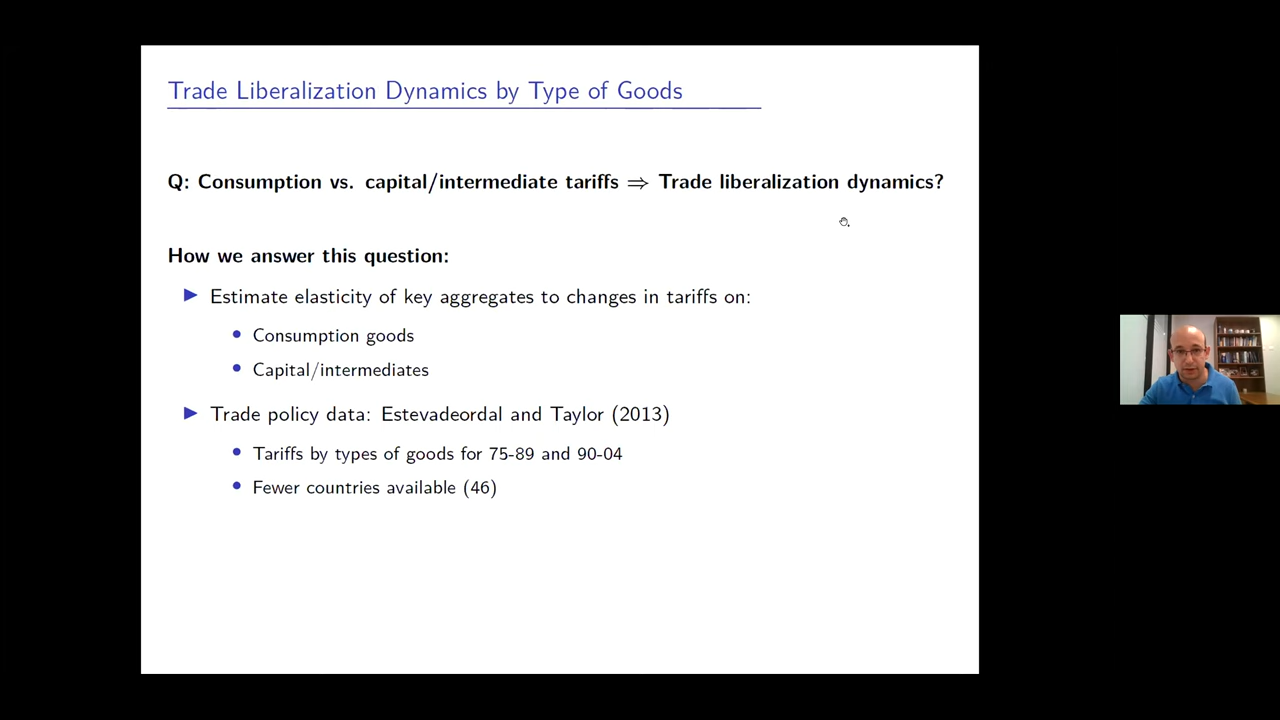 Trade Liberalization Dynamics by Type of Goods
Q: Consumption vs. capital/intermediate tariffs ⇒ Trade liberalization dynamics?
How we answer this question:
▶ Estimate elasticity of key aggregates to changes in tariffs on:
• Consumption goods
• Capital/intermediates
▶ Trade policy data: Estevadeordal and Taylor (2013)
• Tariffs by types of goods for 75-89 and 90-04
• Fewer countries available (46)